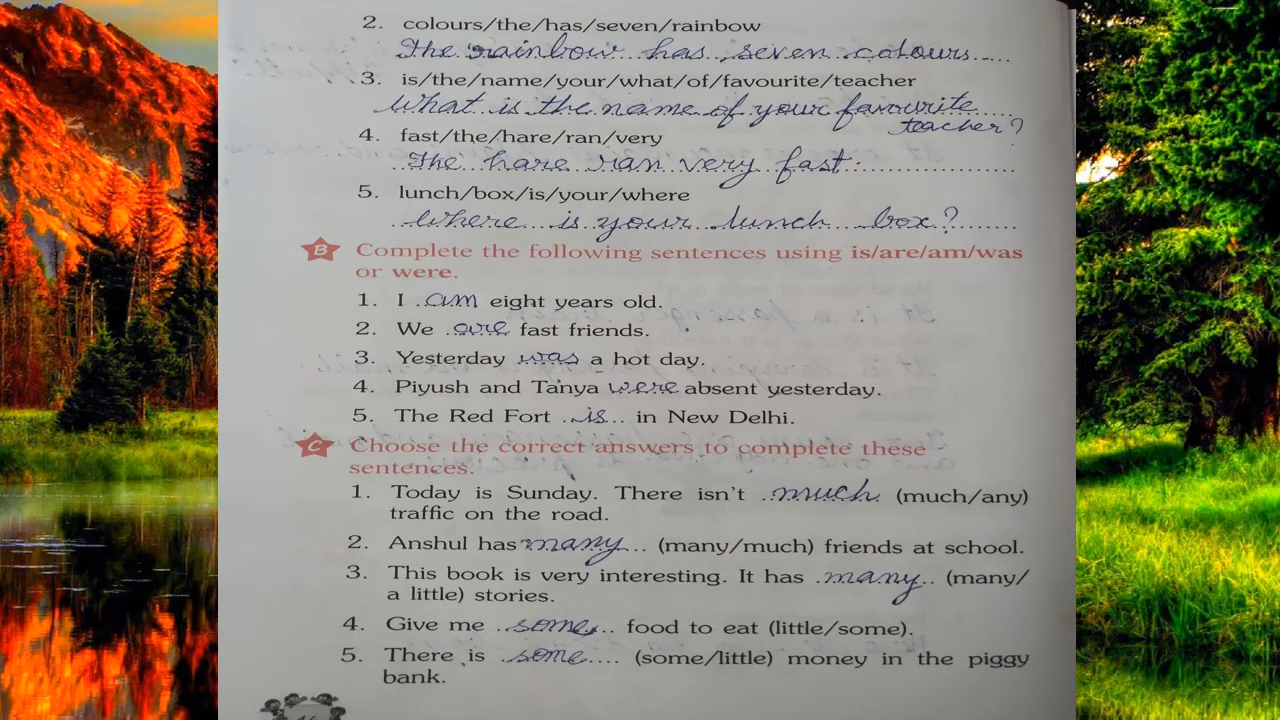 2. colours/the/has/seven/rainbow
The rainbow has seven colours
3. is/the/name/your/what/of/favourite/teacher
What is the name of your favourite
teacher?
4. fast/the/hare/ran/very
The hare ran very fast.
5. lunch/box/is/your/where
where is your lunch box?
B Complete the following sentences using is/are/am/was
or were.
1. I am eight years old.
2. We are fast friends.
3. Yesterday was a hot day.
4. Piyush and Tanya were absent yesterday.
5. The Red Fort is in New Delhi.
C Choose the correct answers to complete these
sentences.
1. Today is Sunday. There isn't much (much/any)
traffic on the road.
2. Anshul has many (many/much) friends at school.
3. This book is very interesting. It has many (many/
a little) stories.
4. Give me some food to eat (little/some).
5. There is some (some/little) money in the piggy
bank.